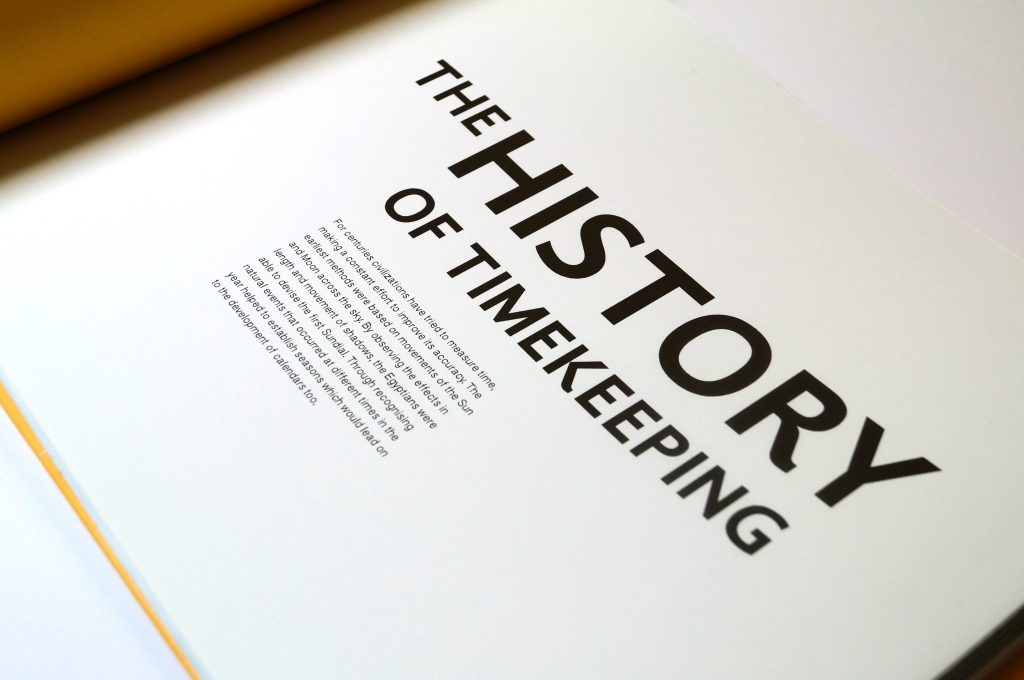 THE
HISTORY
OF TIMEKEEPING
For centuries civilizations have tried to measure time,
making a constant effort to improve its accuracy. The
earliest methods were based on movements of the Sun
and Moon across the sky. By observing the effects in
length and movement of shadows, the Egyptians were
able to devise the first Sundial. Through recognising
natural events that occurred at different times in the
year helped to establish seasons which would lead on
to the development of calendars too.